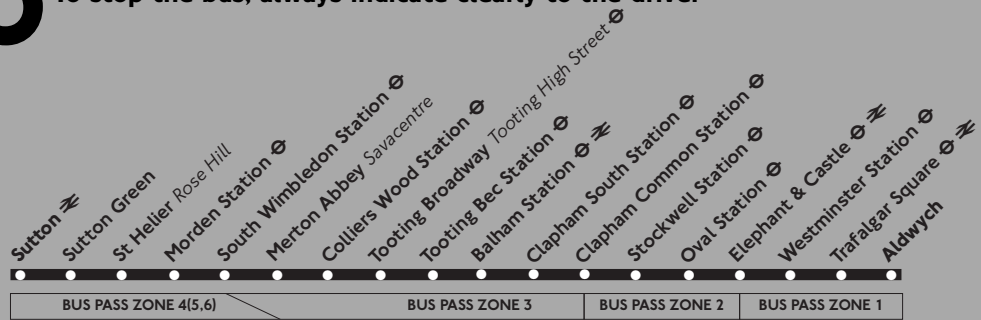 To stop the bus, always indicate clearly to the driver
Sutton
Sutton Green
St Helier Rose Hill
Morden Station
South Wimbledon Station
Merton Abbey Savacentre
Colliers Wood Station
Tooting Broadway Tooting High Street
Tooting Bec Station
Balham Station
Clapham South Station
Clapham Common Station
Stockwell Station
Oval Station
Elephant & Castle
Westminster Station
Trafalgar Square
Aldwych
BUS PASS ZONE 4(5,6)
BUS PASS ZONE 3
BUS PASS ZONE 2
BUS PASS ZONE 1